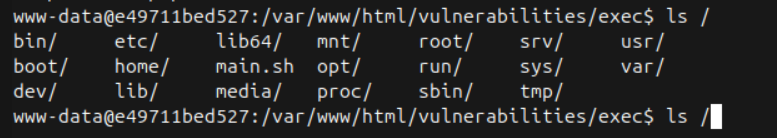 www-data@e49711bed527:/var/www/html/vulnerabilities/exec$ ls /
bin/ etc/ lib64/ mnt/ root/ srv/ usr/
boot/ home/ main.sh opt/ run/ sys/ var/
dev/ lib/ media/ proc/ sbin/ tmp/
www-data@e49711bed527:/var/www/html/vulnerabilities/exec$ ls /